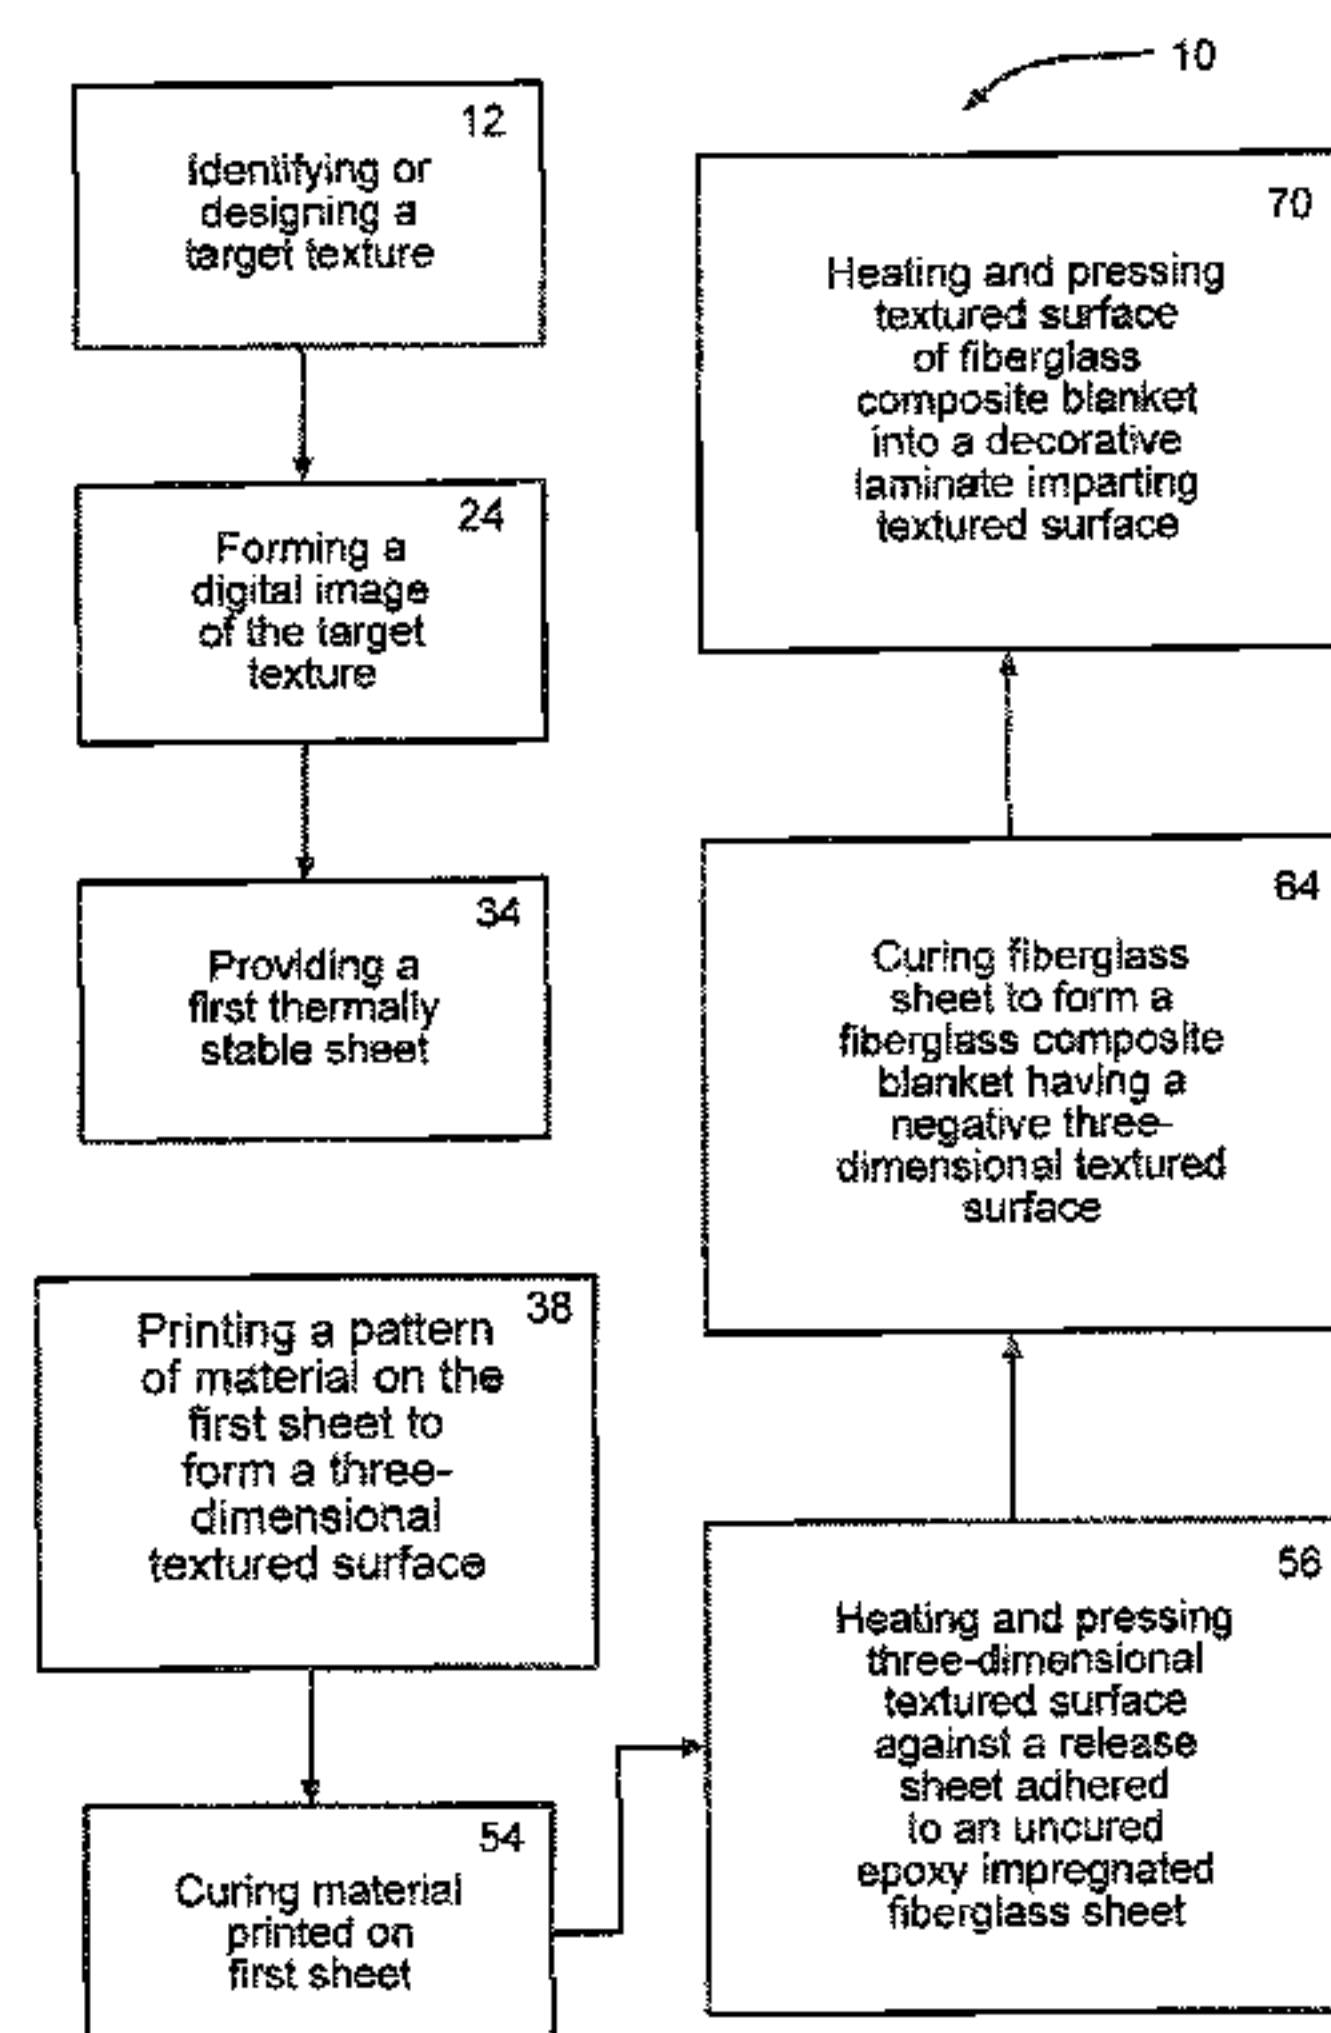 10
12
Identifying or
designing a
target texture
24
Forming a
digital image
of the target
texture
34
Providing a
first thermally
stable sheet
38
Printing a pattern
of material on the
first sheet to
form a three-
dimensional
textured surface
54
Curing material
printed on
first sheet
56
Heating and pressing
three-dimensional
textured surface
against a release
sheet adhered
to an uncured
epoxy impregnated
fiberglass sheet
64
Curing fiberglass
sheet to form a
fiberglass composite
blanket having a
negative three-
dimensional textured
surface
70
Heating and pressing
textured surface
of fiberglass
composite blanket
into a decorative
laminate imparting
textured surface